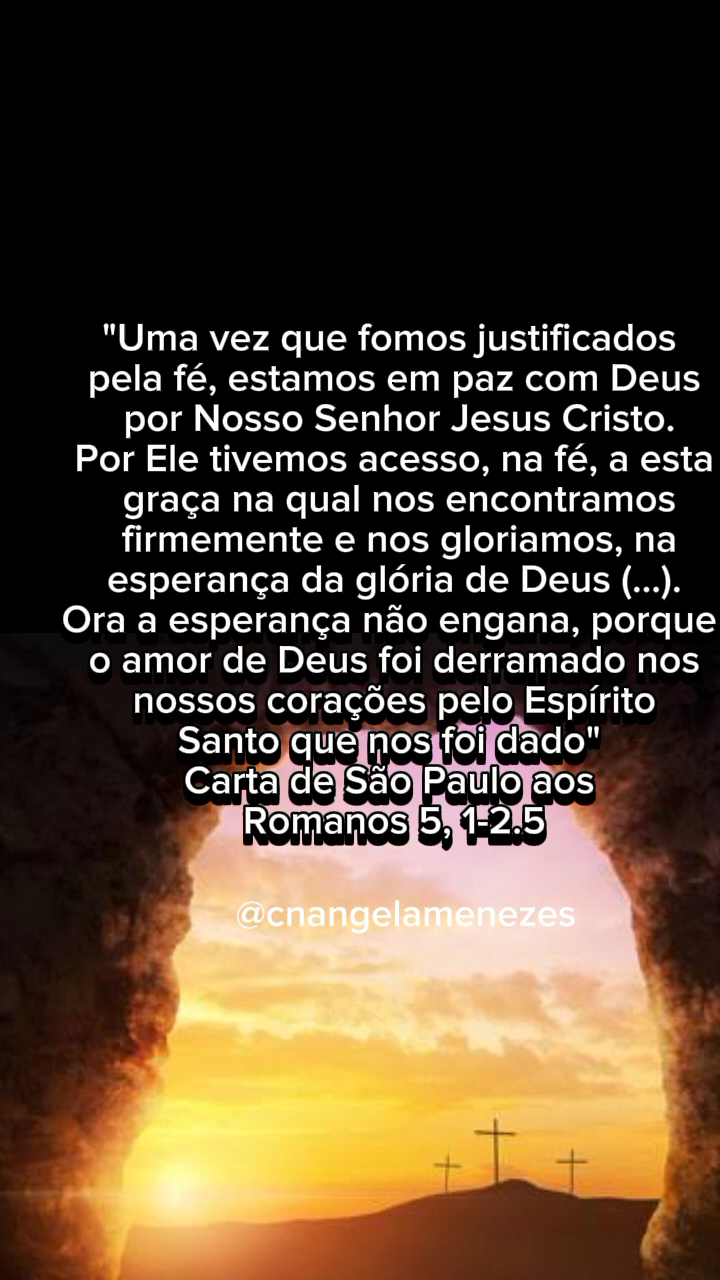 "Uma vez que fomos justificados
pela fé, estamos em paz com Deus
por Nosso Senhor Jesus Cristo.
Por Ele tivemos acesso, na fé, a esta
graça na qual nos encontramos
firmemente e nos gloriamos, na
esperança da glória de Deus (...).
Ora a esperança não engana, porque
o amor de Deus foi derramado nos
nossos corações pelo Espírito
Santo que nos foi dado"
Carta de São Paulo aos
Romanos 5, 1-2.5
@cnangelamenezes